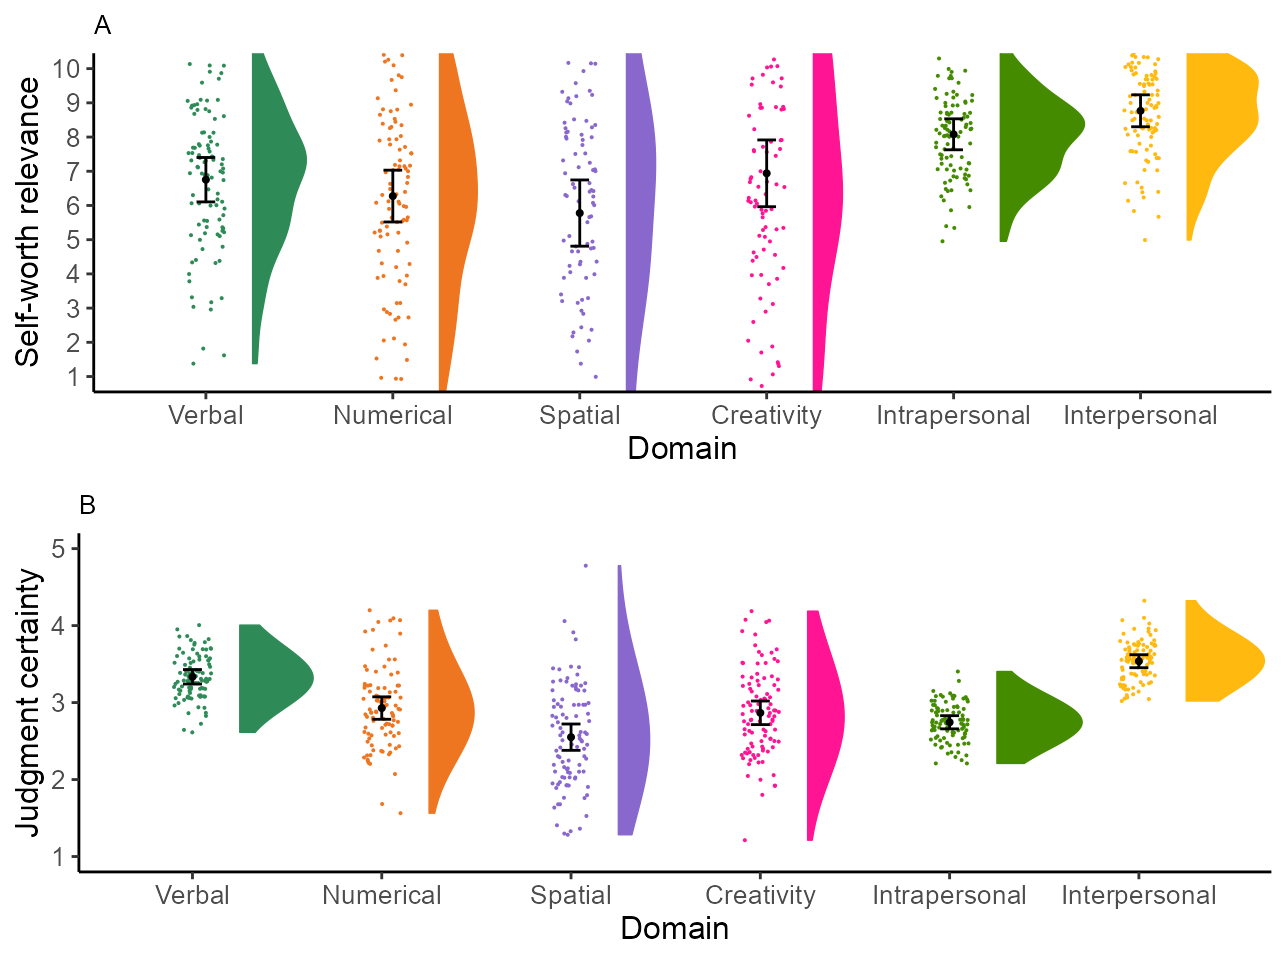 A
Self-worth relevance
10
9
8
7
6
5
4
3
2
1
Verbal Numerical Spatial Creativity Intrapersonal Interpersonal
Domain
B
Judgment certainty
5
4
3
2
1
Verbal Numerical Spatial Creativity Intrapersonal Interpersonal
Domain